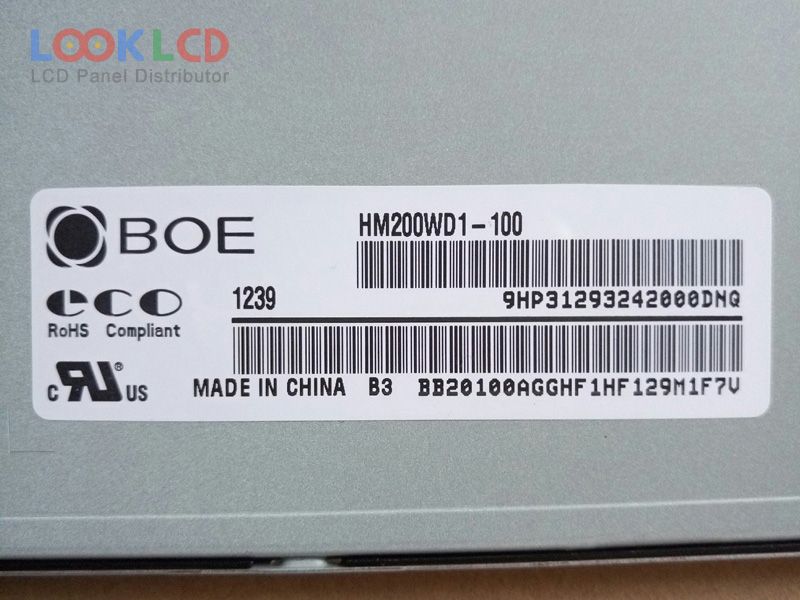 LOOK LCD
LCD Panel Distributor
BOE
HM200WD1-100
eco
RoHS Compliant
1239
9HP31293242000DNQ
c RU ® US
MADE IN CHINA B3 BB20100AGGHF1HF129M1F7V